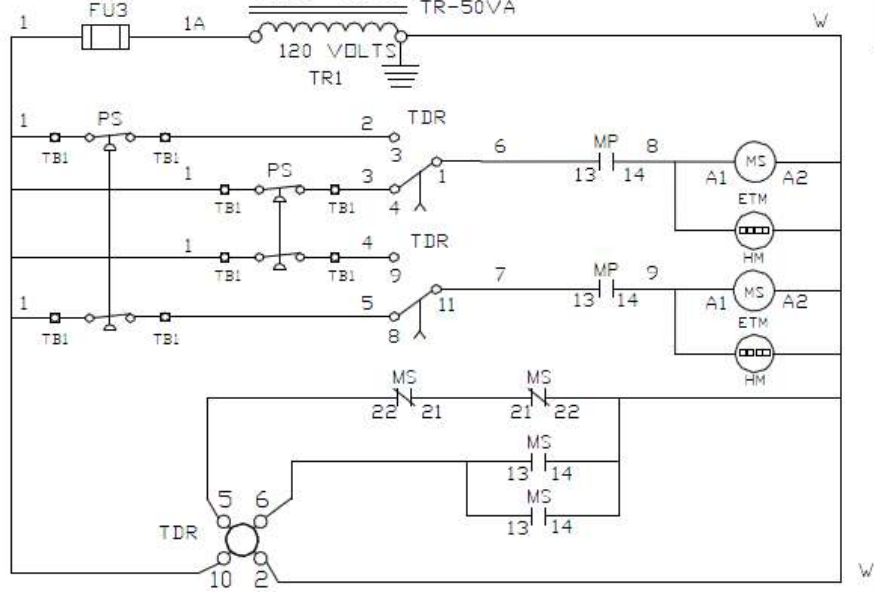 TR-50VA
FU3
1
1A
W
120 VOLTS
TR1
1
PS
2
TDR
TB1
TB1
3
6
MP
8
1
PS
3
1
13
14
A1
MS
A2
TB1
TB1
4
ETM
HM
1
4
TDR
TB1
TB1
9
7
MP
9
1
5
11
13
14
A1
MS
A2
TB1
TB1
8
ETM
HM
MS
MS
22
21
21
22
MS
13
14
MS
13
14
5
6
TDR
10
2
W